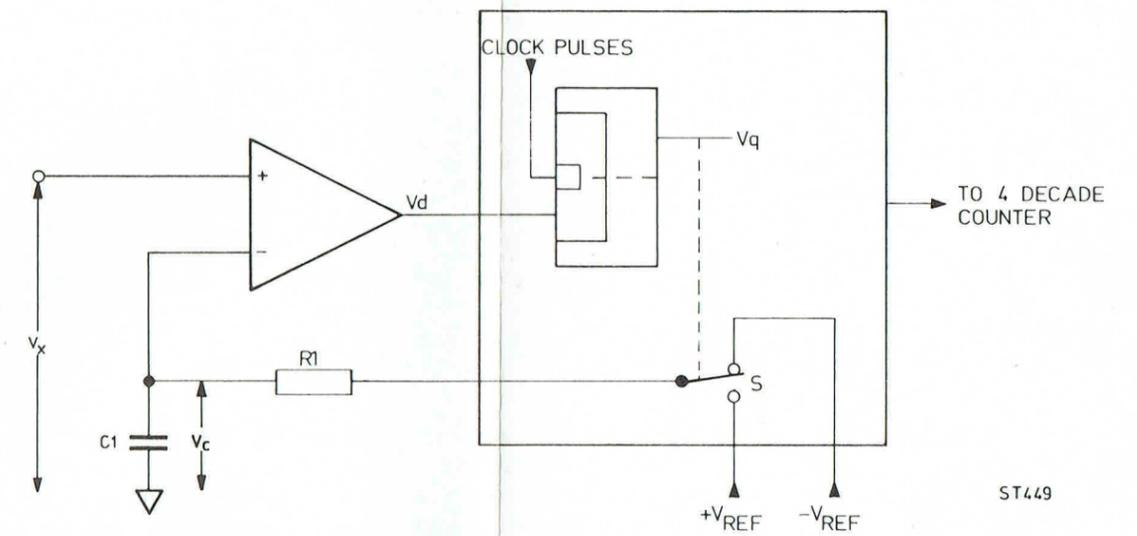 CLOCK PULSES
Vq
+
Vd
TO 4 DECADE
COUNTER
-
Vx
R1
S
C1
Vc
ST449
+VREF
-VREF